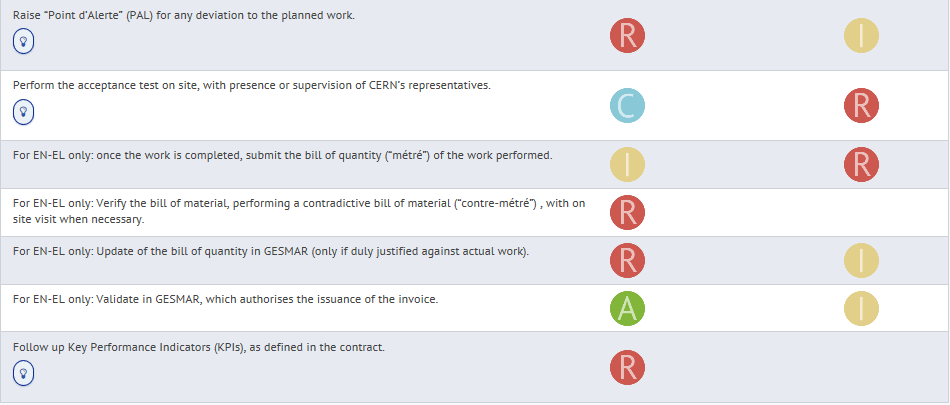 Raise “Point d’Alerte” (PAL) for any deviation to the planned work.
R I
Perform the acceptance test on site, with presence or supervision of CERN’s representatives.
C R
For EN-EL only: once the work is completed, submit the bill of quantity (“métré”) of the work performed.
I R
For EN-EL only: Verify the bill of material, performing a contradictive bill of material (“contre-métré”) , with on
site visit when necessary.
R
For EN-EL only: Update of the bill of quantity in GESMAR (only if duly justified against actual work).
R I
For EN-EL only: Validate in GESMAR, which authorises the issuance of the invoice.
A I
Follow up Key Performance Indicators (KPIs), as defined in the contract.
R